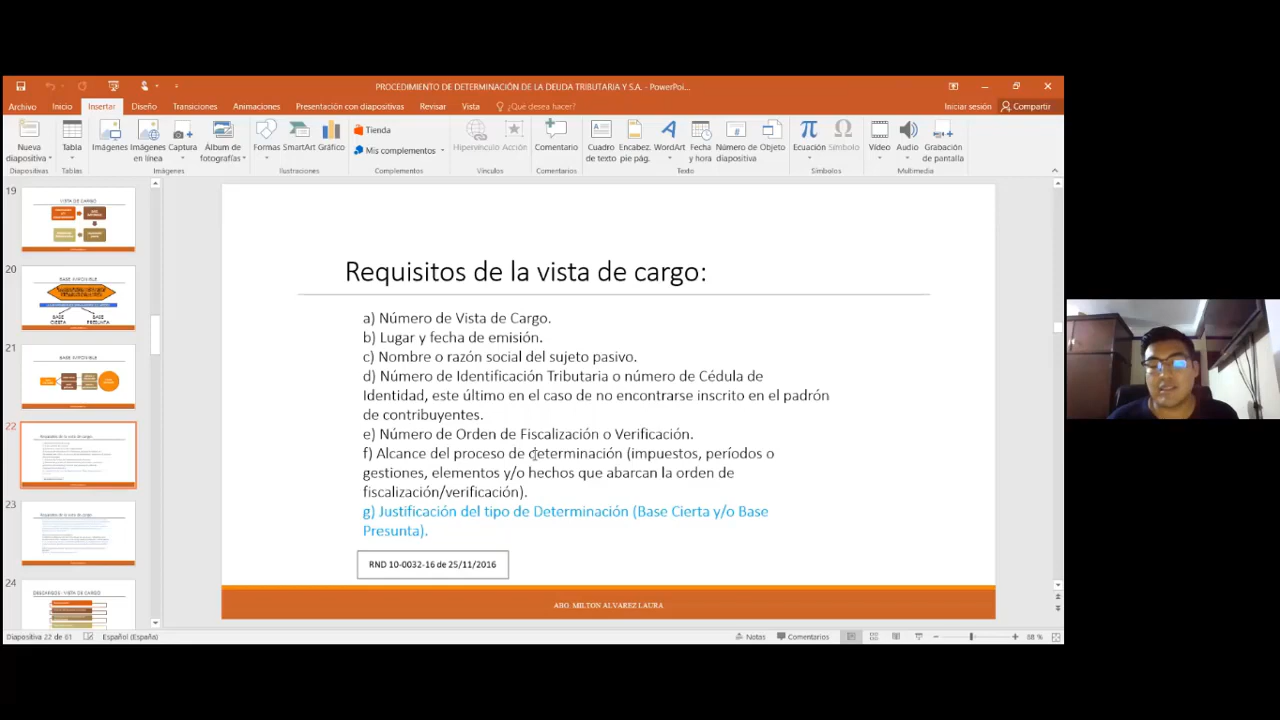 PROCEDIMIENTO DE DETERMINACIÓN DE LA DEUDA TRIBUTARIA Y S.A. - PowerPoi...
Archivo Inicio Insertar Diseño Transiciones Animaciones Presentación con diapositivas Revisar Vista ¿Qué desea hacer? Iniciar sesión Compartir
Nueva diapositiva
Tabla
Imágenes
Imágenes en línea
Captura
Álbum de fotografías
Formas
SmartArt
Gráfico
Tienda
Mis complementos
Hipervínculo
Acción
Comentario
Cuadro de texto
Encabez. pie pág.
WordArt
Fecha y hora
Número de diapositiva
Objeto
Ecuación
Símbolo
Vídeo
Audio
Grabación de pantalla
Diapositivas Tablas Imágenes Ilustraciones Complementos Vínculos Comentarios Texto Símbolos Multimedia
19
VISTA DE CARGO
20
BASE IMPONIBLE
BASE CIERTA
BASE PRESUNTA
21
BASE IMPONIBLE
22
Requisitos de la vista de cargo:
23
Requisitos de la vista de cargo:
24
DESCARGOS - VISTA DE CARGO
Requisitos de la vista de cargo:
a) Número de Vista de Cargo.
b) Lugar y fecha de emisión.
c) Nombre o razón social del sujeto pasivo.
d) Número de Identificación Tributaria o número de Cédula de
Identidad, este último en el caso de no encontrarse inscrito en el padrón
de contribuyentes.
e) Número de Orden de Fiscalización o Verificación.
f) Alcance del proceso de determinación (impuestos, períodos o
gestiones, elementos y/o hechos que abarcan la orden de
fiscalización/verificación).
g) Justificación del tipo de Determinación (Base Cierta y/o Base
Presunta).
RND 10-0032-16 de 25/11/2016
ABG. MILTON ALVAREZ LAURA
Diapositiva 22 de 61 Español (España) Notas Comentarios 68 %